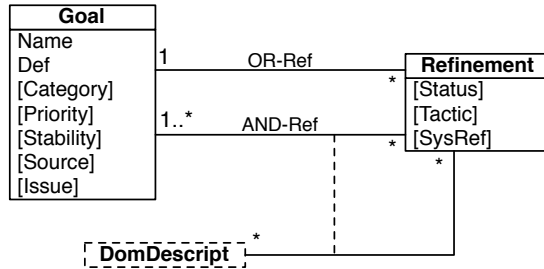 Goal
Name
Def
[Category]
[Priority]
[Stability]
[Source]
[Issue]
1
OR-Ref
*
1..*
AND-Ref
*
Refinement
[Status]
[Tactic]
[SysRef]
*
*
DomDescript